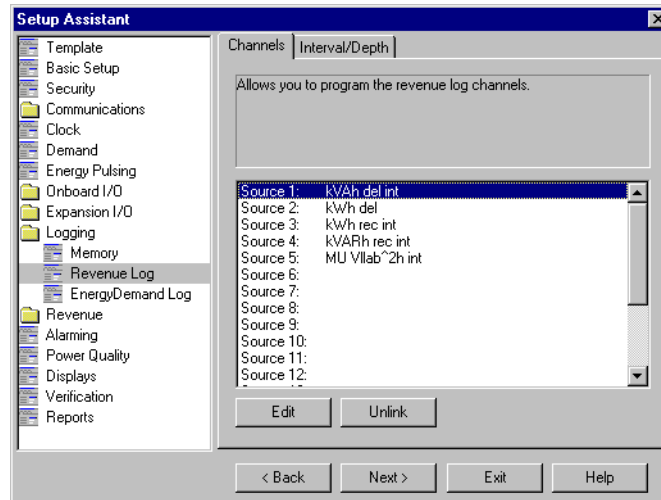 Setup Assistant
Template
Basic Setup
Security
Communications
Clock
Demand
Energy Pulsing
Onboard I/O
Expansion I/O
Logging
Memory
Revenue Log
EnergyDemand Log
Revenue
Alarming
Power Quality
Displays
Verification
Reports
Channels Interval/Depth
Allows you to program the revenue log channels.
Source 1: kVAh del int
Source 2: kWh del
Source 3: kWh rec int
Source 4: kVARh rec int
Source 5: MU Vllab^2h int
Source 6:
Source 7:
Source 8:
Source 9:
Source 10:
Source 11:
Source 12:
Edit Unlink
< Back Next > Exit Help